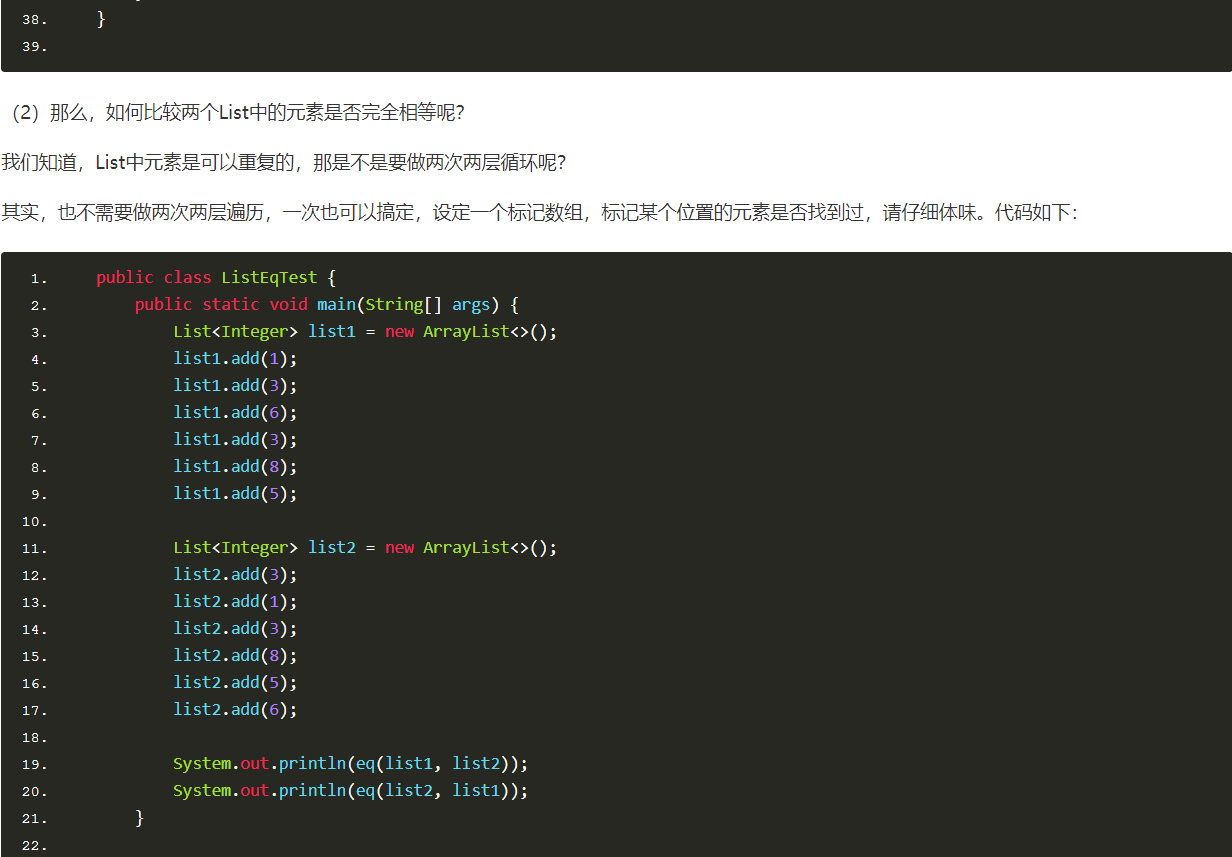 38. }
39.
（2）那么，如何比较两个List中的元素是否完全相等呢？
我们知道，List中元素是可以重复的，那是不是要做两次两层循环呢？
其实，也不需要做两次两层遍历，一次也可以搞定，设定一个标记数组，标记某个位置的元素是否找到过，请仔细体味。代码如下：
1. public class ListEqTest {
2. public static void main(String[] args) {
3. List<Integer> list1 = new ArrayList<>();
4. list1.add(1);
5. list1.add(3);
6. list1.add(6);
7. list1.add(3);
8. list1.add(8);
9. list1.add(5);
10.
11. List<Integer> list2 = new ArrayList<>();
12. list2.add(3);
13. list2.add(1);
14. list2.add(3);
15. list2.add(8);
16. list2.add(5);
17. list2.add(6);
18.
19. System.out.println(eq(list1, list2));
20. System.out.println(eq(list2, list1));
21. }
22.